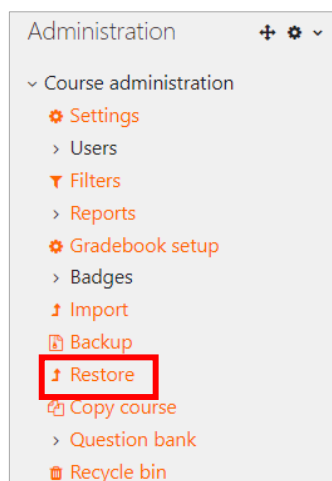 Administration
Course administration
Settings
Users
Filters
Reports
Gradebook setup
Badges
Import
Backup
Restore
Copy course
Question bank
Recycle bin